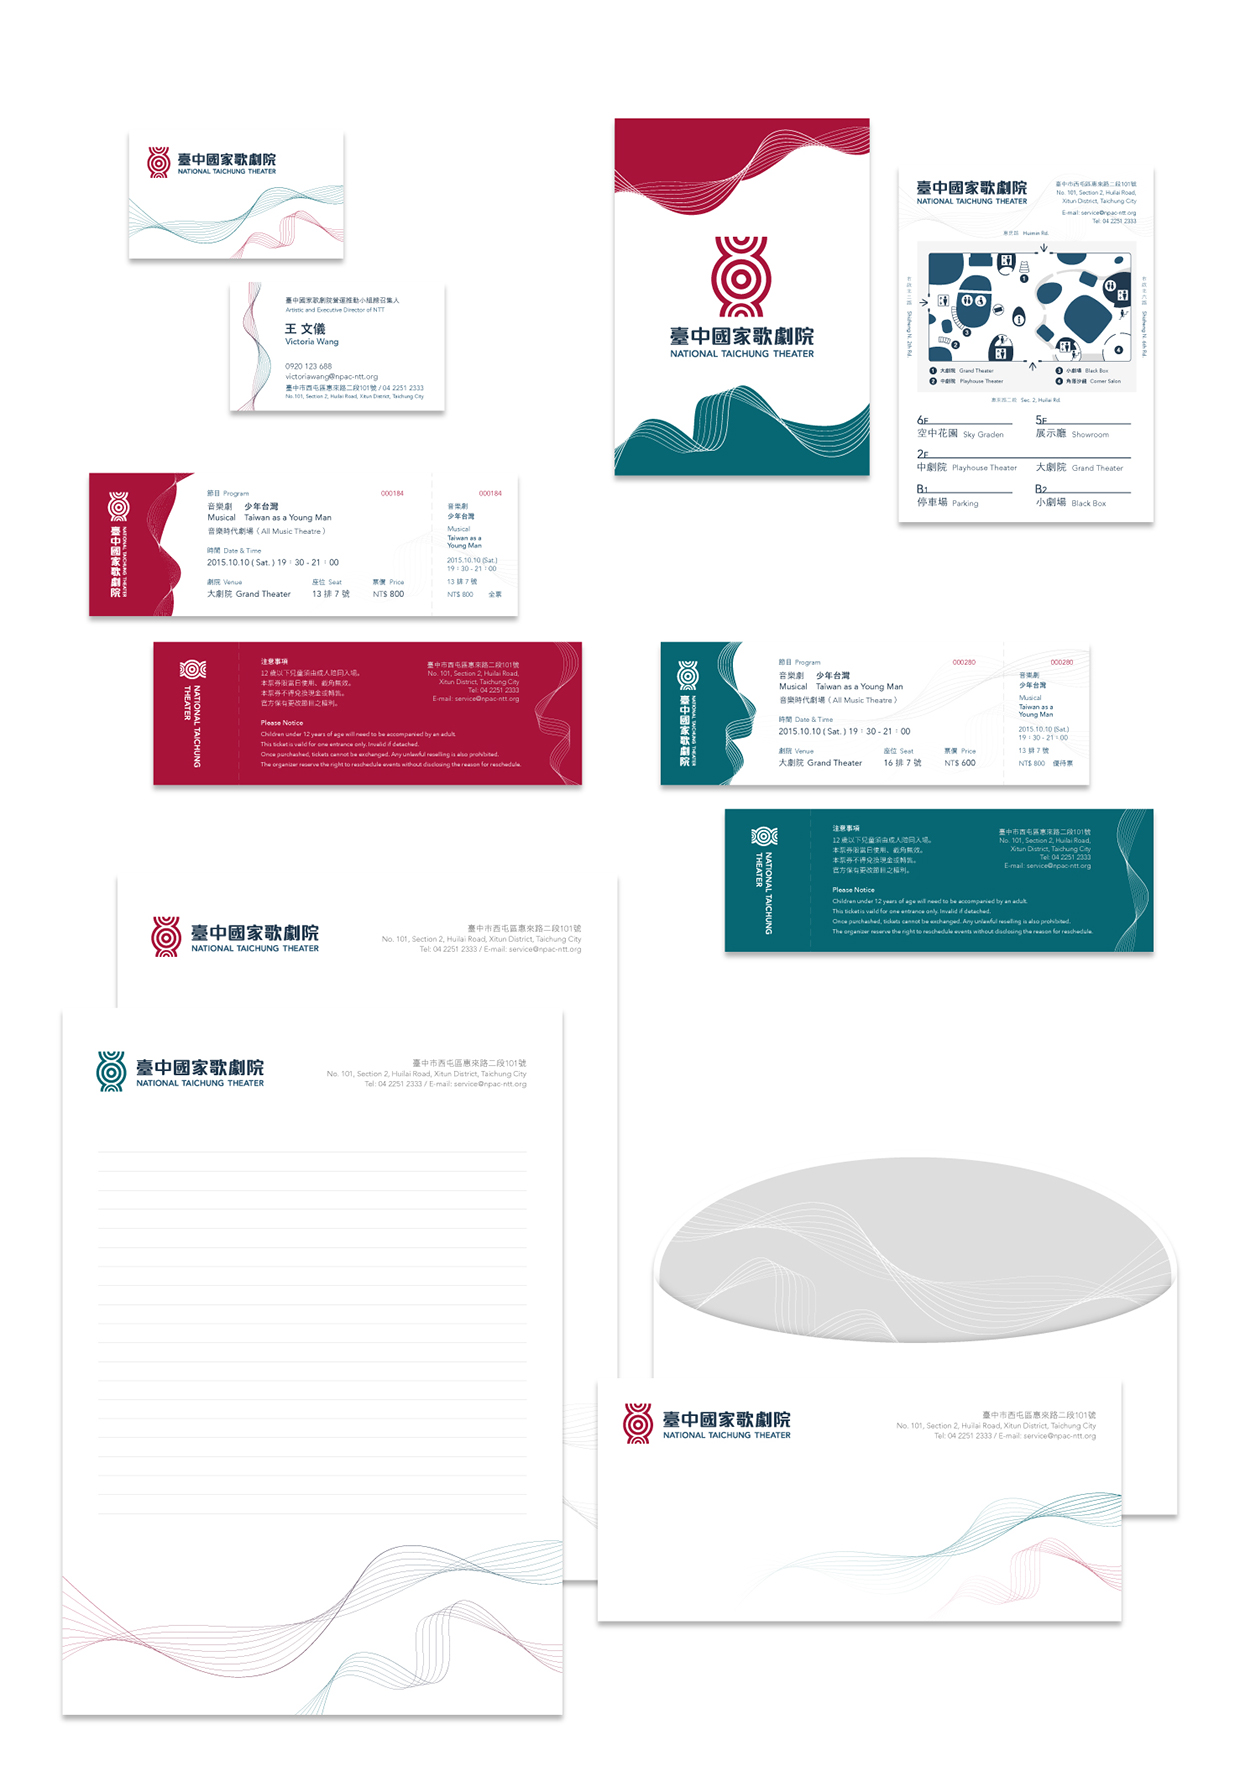 臺中國家歌劇院
NATIONAL TAICHUNG THEATER
臺中國家歌劇院營運推動小組總召集人
Artistic and Executive Director of NTT
王 文儀
Victoria Wang
0920 123 688
victoriawang@npac-ntt.org
臺中市西屯區惠來路二段101號 / 04 2251 2333
No. 101, Section 2, Huilai Road, Xitun District, Taichung City
臺中國家歌劇院
NATIONAL TAICHUNG THEATER
臺中國家歌劇院
NATIONAL TAICHUNG THEATER
臺中市西屯區惠來路二段101號
No. 101, Section 2, Huilai Road,
Xitun District, Taichung City
E-mail: service@npac-ntt.org
Tel: 04 2251 2333
惠民路 Huimin Rd.
Shizheng N. 2th Rd.
Shizheng N. 6th Rd.
1 大劇院 Grand Theater
2 中劇院 Playhouse Theater
3 小劇場 Black Box
4 角落沙龍 Corner Salon
惠來路二段 Sec. 2, Huilai Rd
6F
空中花園 Sky Graden
5F
展示廳 Showroom
2F
中劇院 Playhouse Theater
大劇院 Grand Theater
B1
停車場 Parking
B2
小劇場 Black Box
臺中國家歌劇院
NATIONAL TAICHUNG THEATER
節目 Program
000184
音樂劇 少年台灣
Musical Taiwan as a Young Man
音樂時代劇場 ( All Music Theatre )
時間 Date & Time
2015.10.10 ( Sat. ) 19 : 30 - 21 : 00
劇院 Venue
座位 Seat
票價 Price
大劇院 Grand Theater
13 排 7 號
NT$ 800
000184
音樂劇
少年台灣
Musical
Taiwan as a
Young Man
2015.10.10 (Sat.)
19 : 30 - 21 : 00
13 排 7 號
NT$ 800 全票
NATIONAL TAICHUNG
THEATER
注意事項
12 歲以下兒童須由成人陪同入場。
本票券限當日使用、截角無效。
本票券不得兌換現金或轉售。
官方保有更改節目之權利。
Please Notice
Children under 12 years of age will need to be accompanied by an adult.
This ticket is valid for one entrance only. Invalid if detached.
Once purchashed, tickets cannot be exchanged. Any unlawful reselling is also prohibited.
The organizer reserve the right to reschedule events without disclosing the reason for reschedule.
臺中市西屯區惠來路二段101號
No. 101, Section 2, Huilai Road,
Xitun District, Taichung City
Tel: 04 2251 2333
E-mail: service@npac-ntt.org
臺中國家歌劇院
NATIONAL TAICHUNG THEATER
節目 Program
000280
音樂劇 少年台灣
Musical Taiwan as a Young Man
音樂時代劇場 ( All Music Theatre )
時間 Date & Time
2015.10.10 ( Sat. ) 19 : 30 - 21 : 00
劇院 Venue
座位 Seat
票價 Price
大劇院 Grand Theater
16 排 7 號
NT$ 600
000280
音樂劇
少年台灣
Musical
Taiwan as a
Young Man
2015.10.10 (Sat.)
19 : 30 - 21 : 00
13 排 7 號
NT$ 800 優待票
NATIONAL TAICHUNG
THEATER
注意事項
12 歲以下兒童須由成人陪同入場。
本票券限當日使用、截角無效。
本票券不得兌換現金或轉售。
官方保有更改節目之權利。
Please Notice
Children under 12 years of age will need to be accompanied by an adult.
This ticket is valid for one entrance only. Invalid if detached.
Once purchashed, tickets cannot be exchanged. Any unlawful reselling is also prohibited.
The organizer reserve the right to reschedule events without disclosing the reason for reschedule.
臺中市西屯區惠來路二段101號
No. 101, Section 2, Huilai Road,
Xitun District, Taichung City
Tel: 04 2251 2333
E-mail: service@npac-ntt.org
臺中國家歌劇院
NATIONAL TAICHUNG THEATER
臺中市西屯區惠來路二段101號
No. 101, Section 2, Huilai Road, Xitun District, Taichung City
Tel: 04 2251 2333 / E-mail: service@npac-ntt.org
臺中國家歌劇院
NATIONAL TAICHUNG THEATER
臺中市西屯區惠來路二段101號
No. 101, Section 2, Huilai Road, Xitun District, Taichung City
Tel: 04 2251 2333 / E-mail: service@npac-ntt.org
臺中國家歌劇院
NATIONAL TAICHUNG THEATER
臺中市西屯區惠來路二段101號
No. 101, Section 2, Huilai Road, Xitun District, Taichung City
Tel: 04 2251 2333 / E-mail: service@npac-ntt.org